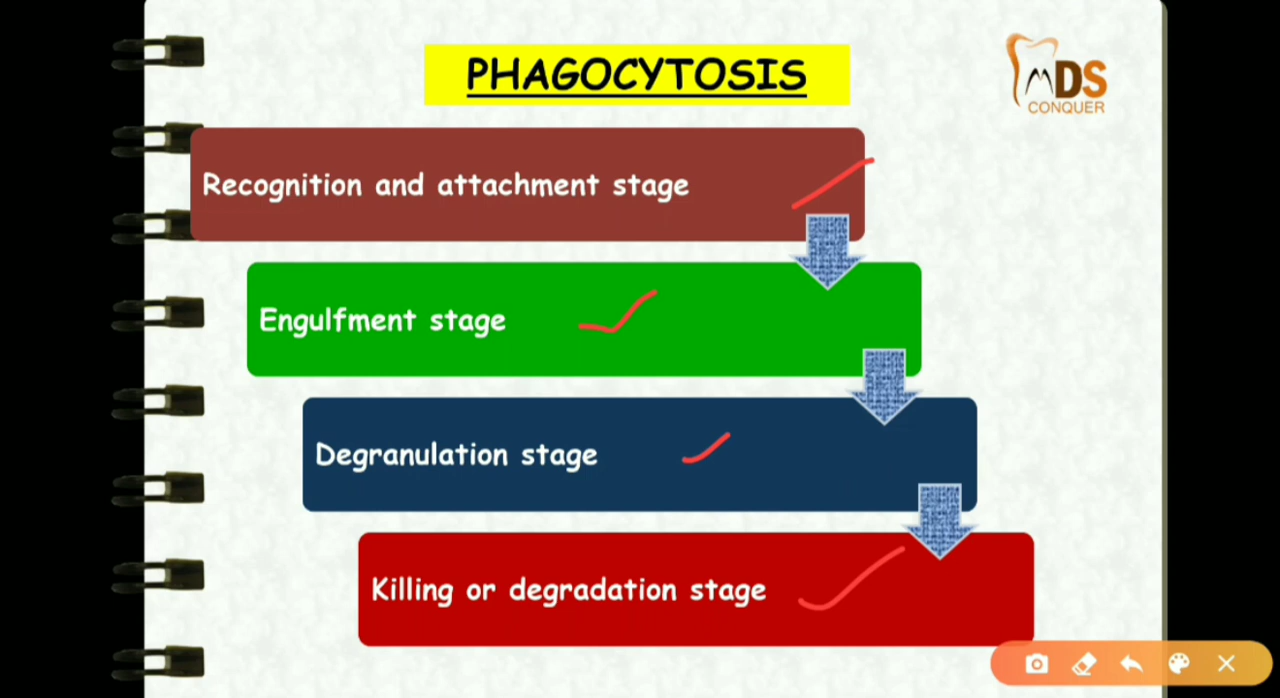 PHAGOCYTOSIS
MDS
CONQUER
Recognition and attachment stage
Engulfment stage
Degranulation stage
Killing or degradation stage